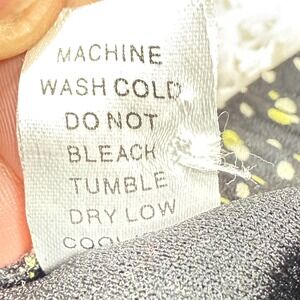 MACHINE
WASH COLD
DO NOT
BLEACH
TUMBLE
DRY LOW